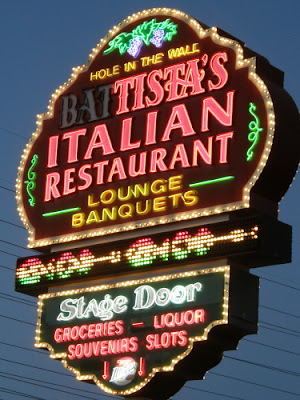 HOLE IN THE WALL
BATTISTA'S
ITALIAN
RESTAURANT
LOUNGE
BANQUETS
STAGE DOOR
GROCERIES - LIQUOR
SOUVENIRS SLOTS